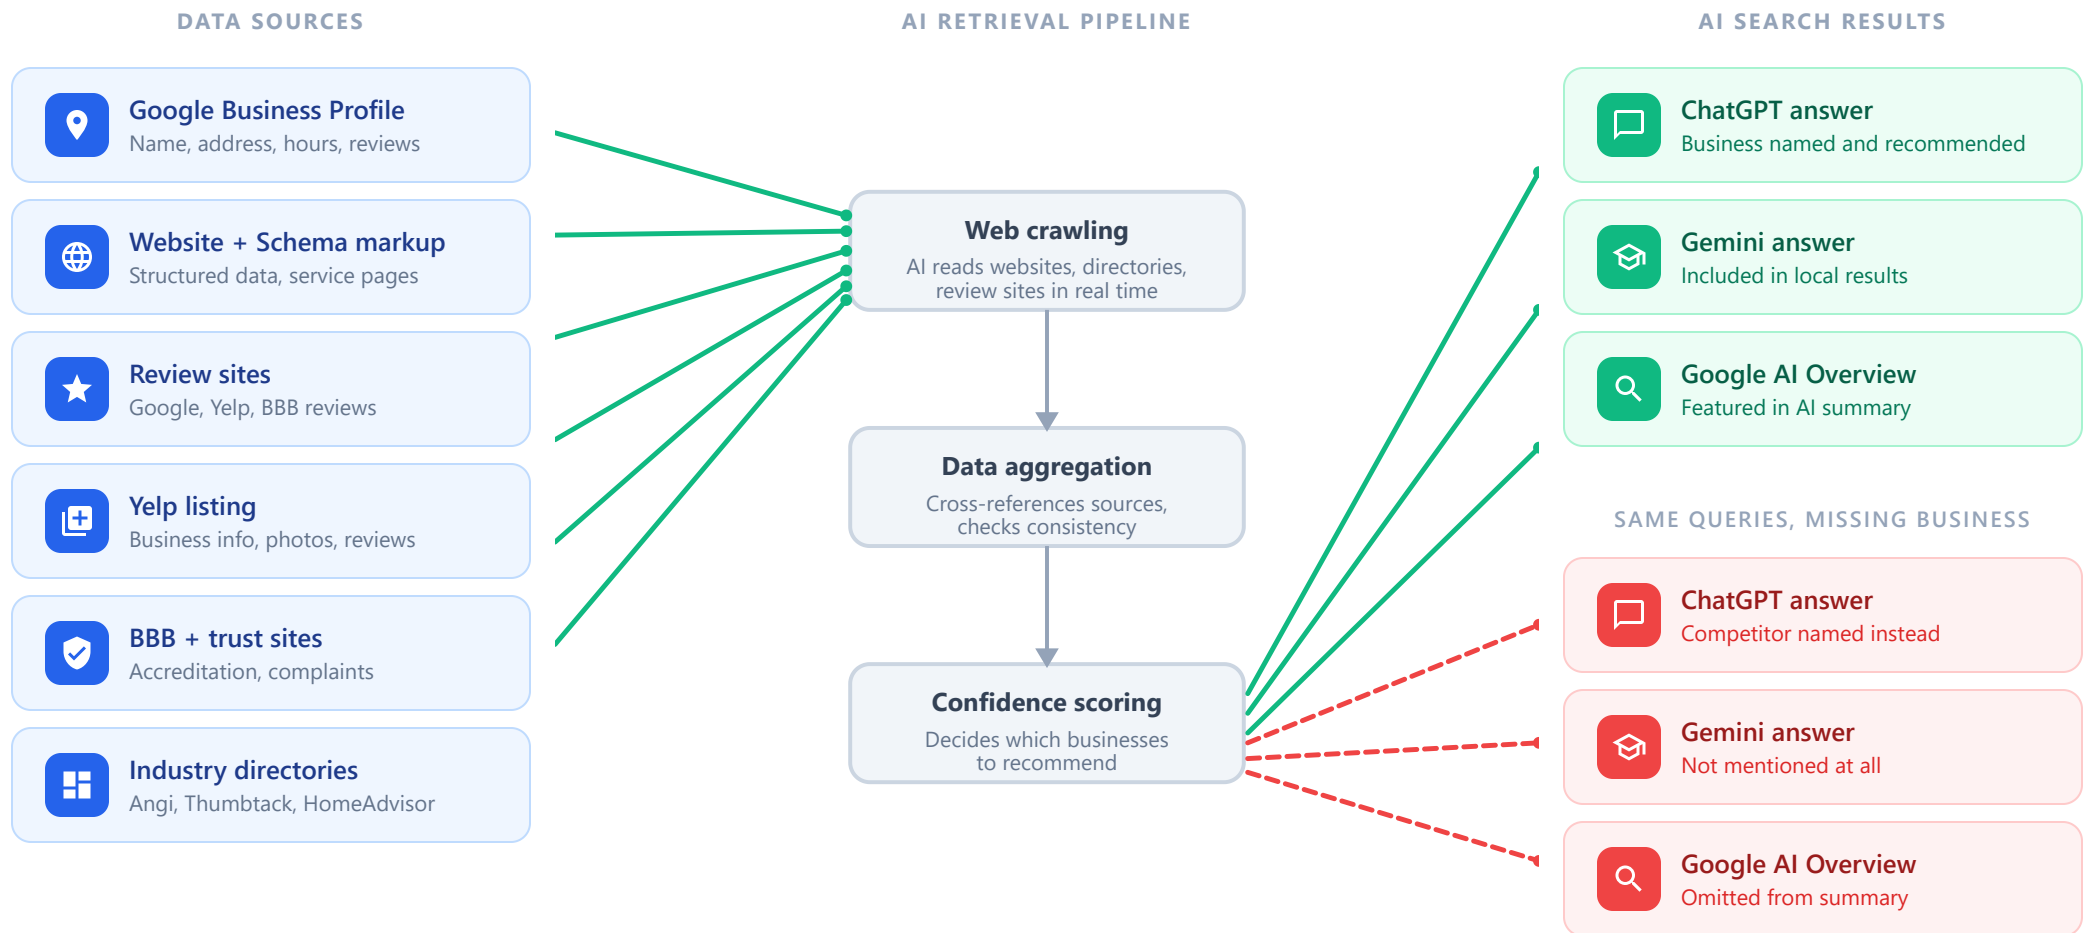 DATA SOURCES
Google Business Profile
Name, address, hours, reviews
Website + Schema markup
Structured data, service pages
Review sites
Google, Yelp, BBB reviews
Yelp listing
Business info, photos, reviews
BBB + trust sites
Accreditation, complaints
Industry directories
Angi, Thumbtack, HomeAdvisor
AI RETRIEVAL PIPELINE
Web crawling
AI reads websites, directories,
review sites in real time
Data aggregation
Cross-references sources,
checks consistency
Confidence scoring
Decides which businesses
to recommend
AI SEARCH RESULTS
ChatGPT answer
Business named and recommended
Gemini answer
Included in local results
Google AI Overview
Featured in AI summary
SAME QUERIES, MISSING BUSINESS
ChatGPT answer
Competitor named instead
Gemini answer
Not mentioned at all
Google AI Overview
Omitted from summary